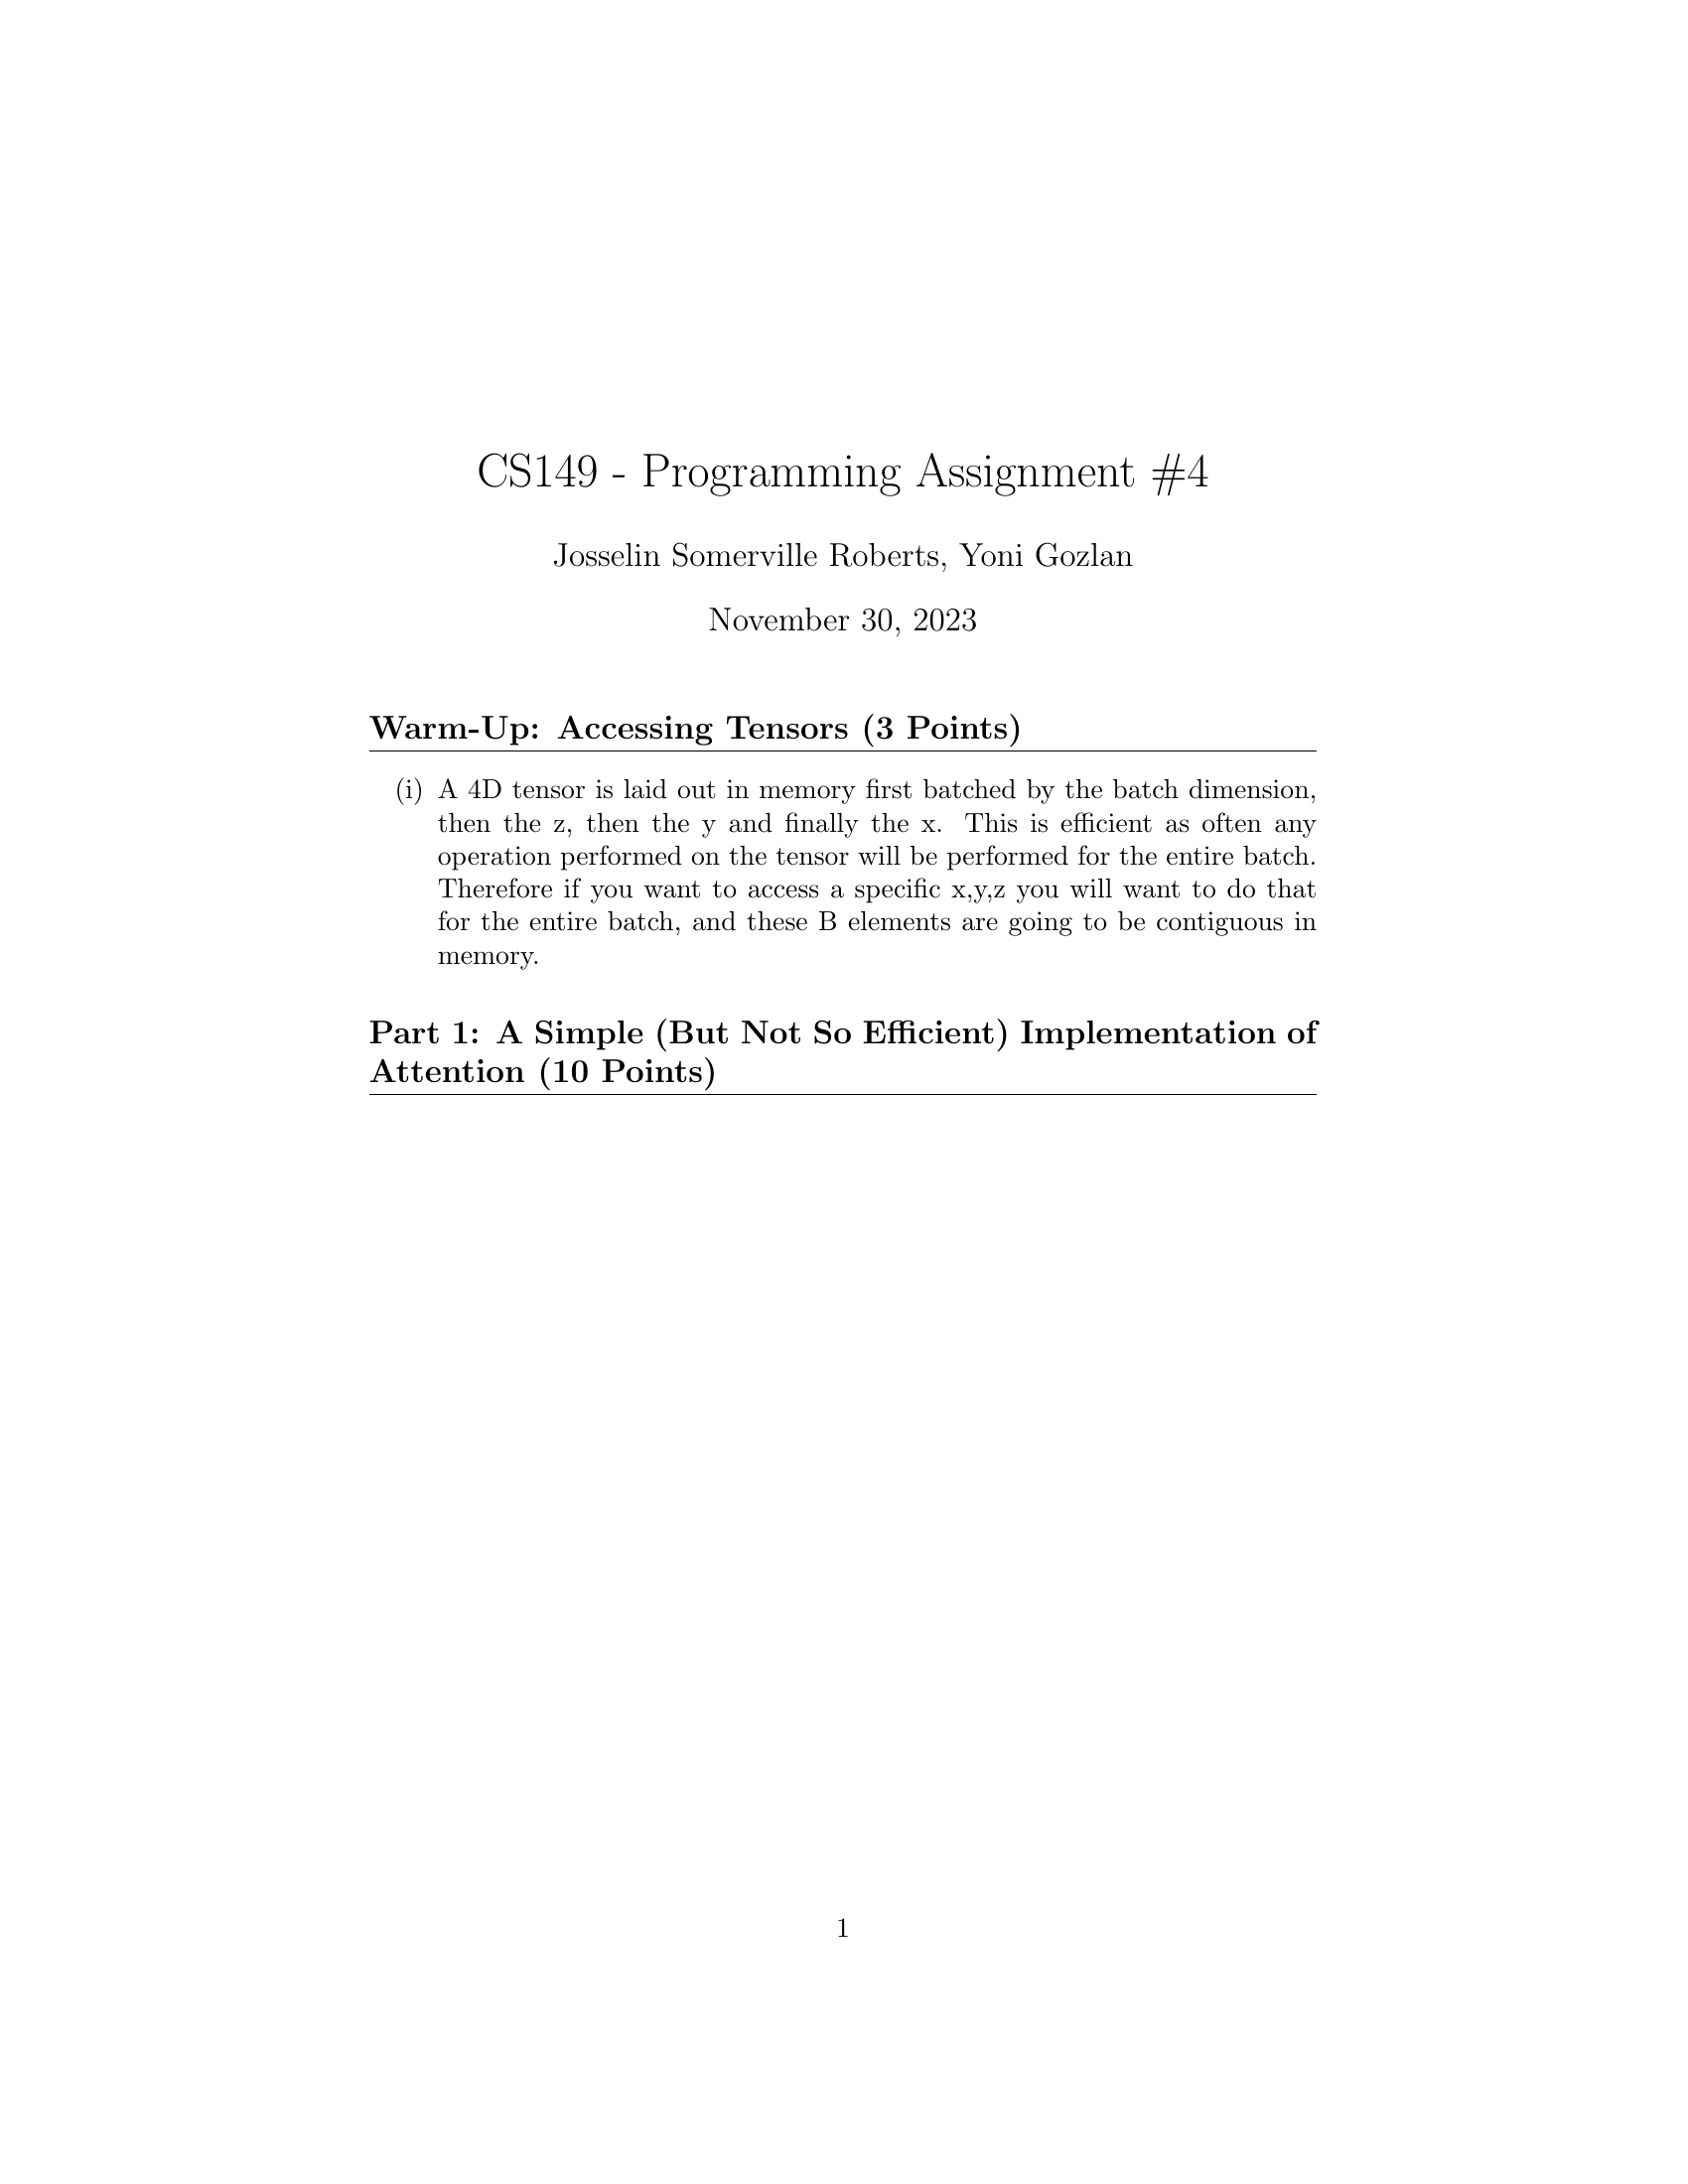 CS149 - Programming Assignment #4
Josselin Somerville Roberts, Yoni Gozlan
November 30, 2023
Warm-Up: Accessing Tensors (3 Points)
(i) A 4D tensor is laid out in memory first batched by the batch dimension,
then the z, then the y and finally the x. This is efficient as often any
operation performed on the tensor will be performed for the entire batch.
Therefore if you want to access a specific x,y,z you will want to do that
for the entire batch, and these B elements are going to be contiguous in
memory.
Part 1: A Simple (But Not So Efficient) Implementation of
Attention (10 Points)
1